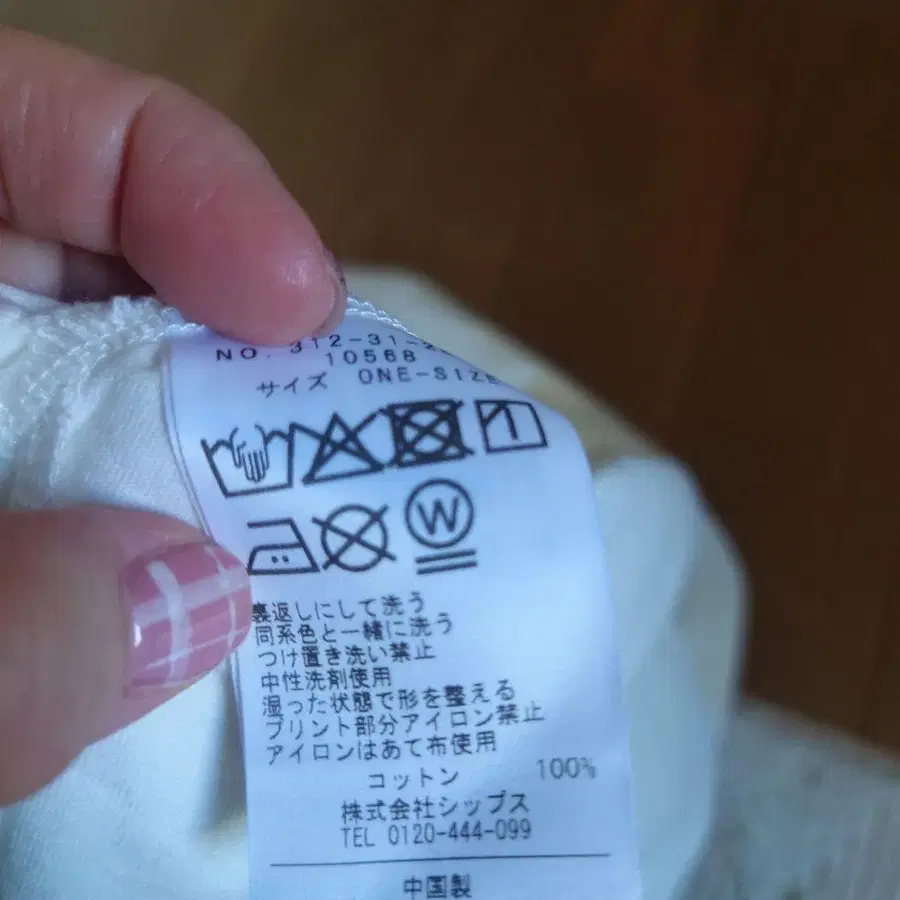 NO. 312-31-
10568
サイズ ONE-SIZE
W
裏返しにして洗う
同系色と一緒に洗う
つけ置き洗い禁止
中性洗剤使用
湿った状態で形を整える
プリント部分アイロン禁止
アイロンはあて布使用
コットン 100%
株式会社シップス
TEL 0120-444-099
中国製